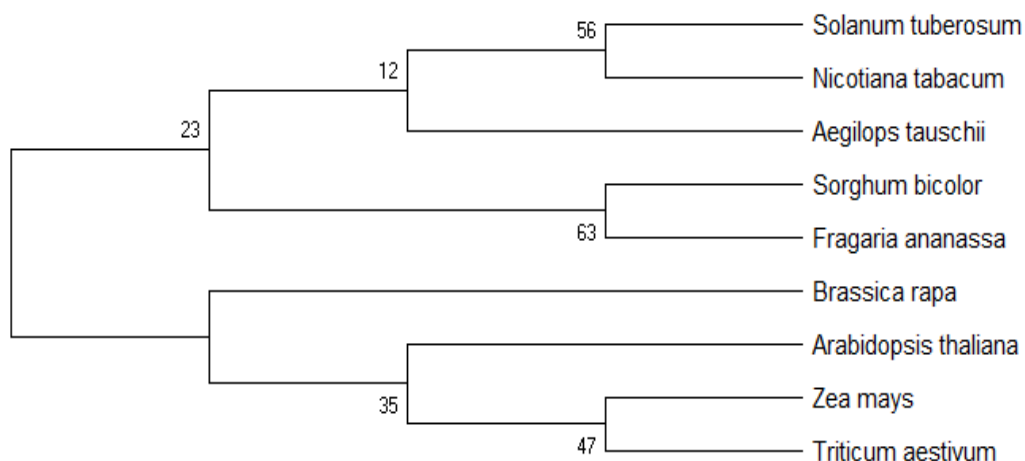 56
Solanum tuberosum
12
Nicotiana tabacum
23
Aegilops tauschii
Sorghum bicolor
63
Fragaria ananassa
Brassica rapa
Arabidopsis thaliana
35
Zea mays
47
Triticum aestivum